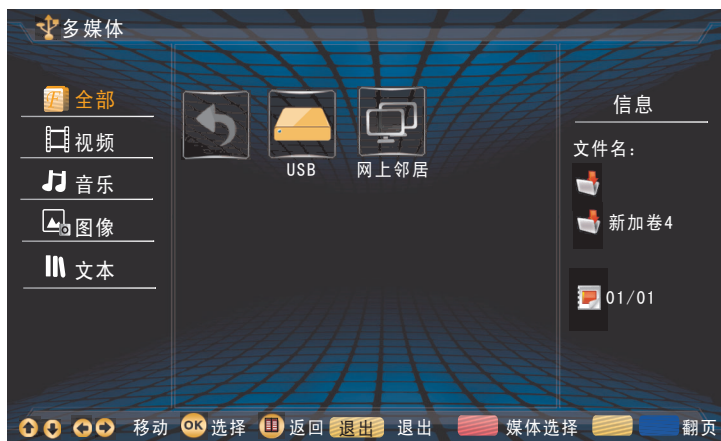 多媒体
全部
视频
音乐
图像
文本
USB
网上邻居
信息
文件名：
新加卷4
01/01
移动 OK 选择 返回 退出 退出 媒体选择 翻页